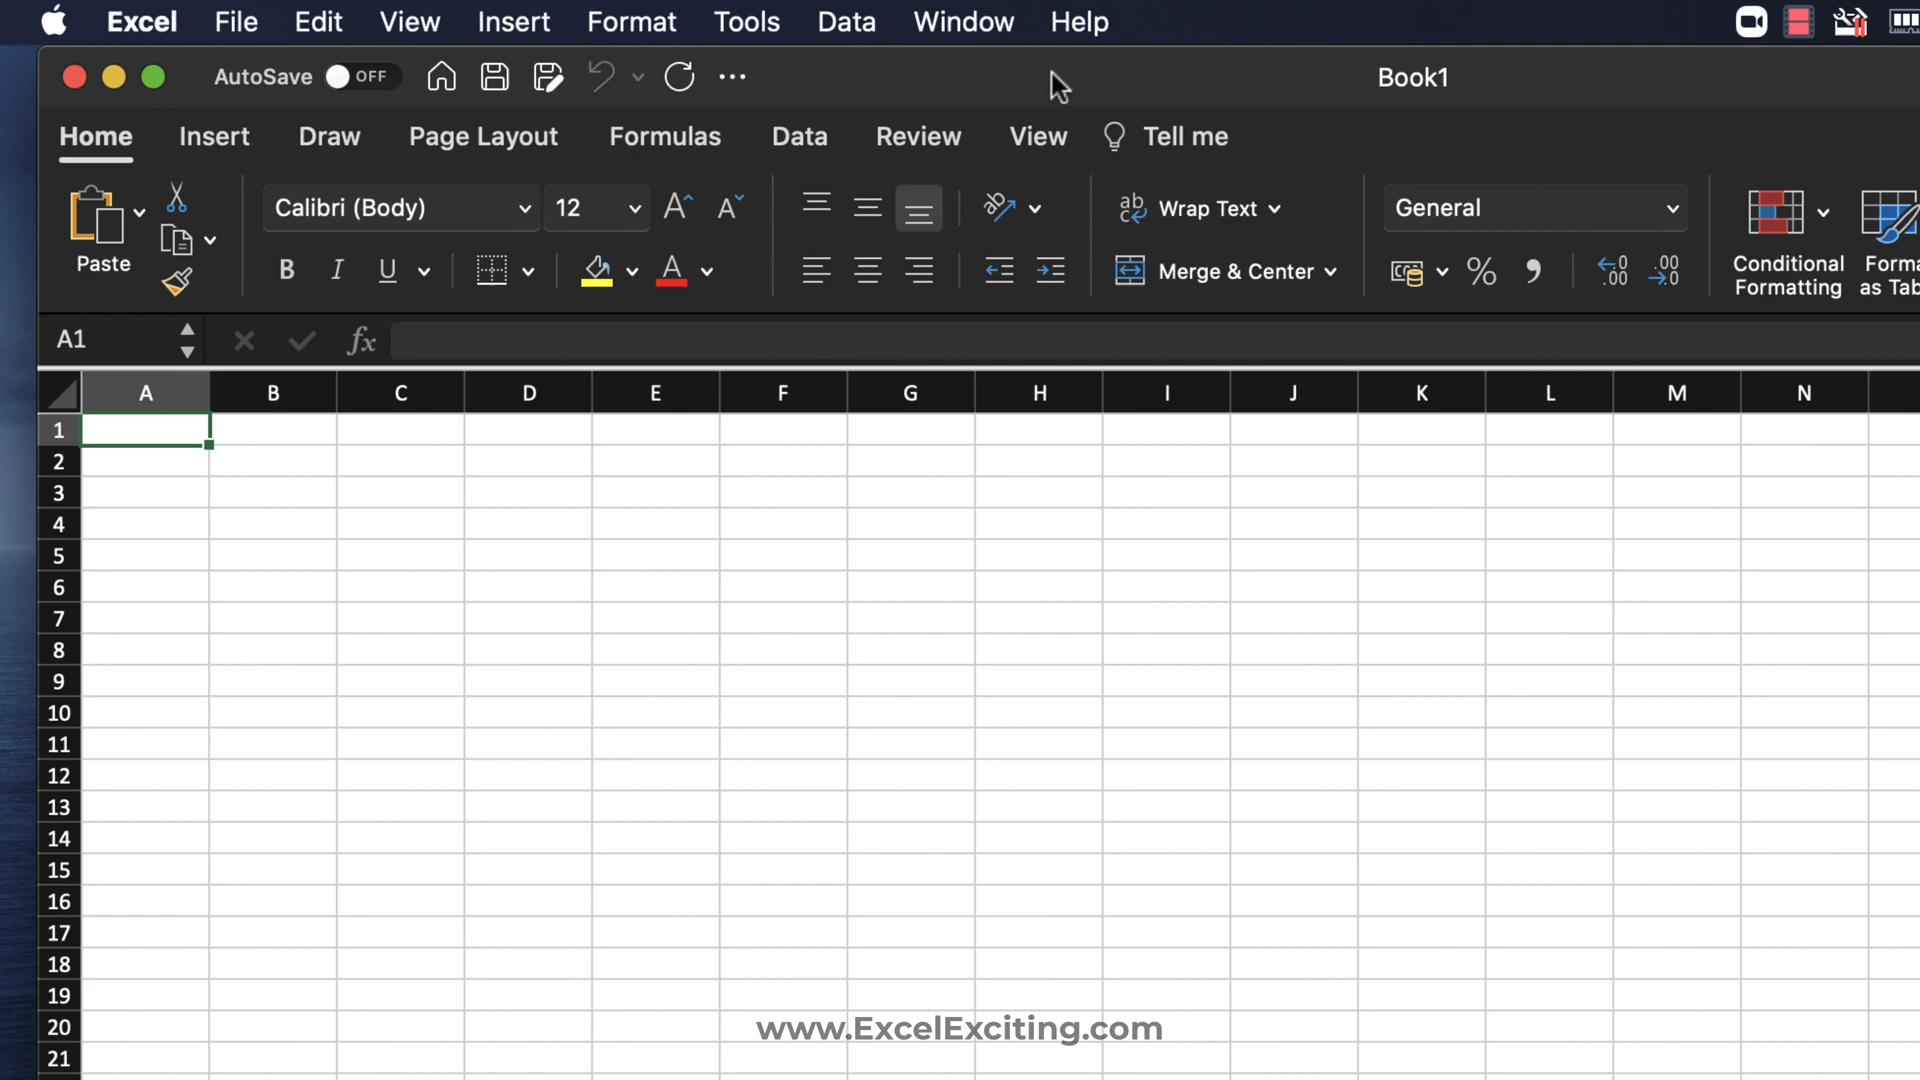 Excel File Edit View Insert Format Tools Data Window Help
AutoSave OFF Book1
Home Insert Draw Page Layout Formulas Data Review View Tell me
Paste
Calibri (Body) 12
B I U A
ab
c
Wrap Text
Merge & Center
General
% .00 .00
Conditional
Formatting
A1 fx
A B C D E F G H I J K L M N
1
2
3
4
5
6
7
8
9
10
11
12
13
14
15
16
17
18
19
20
21
www.ExcelExciting.com